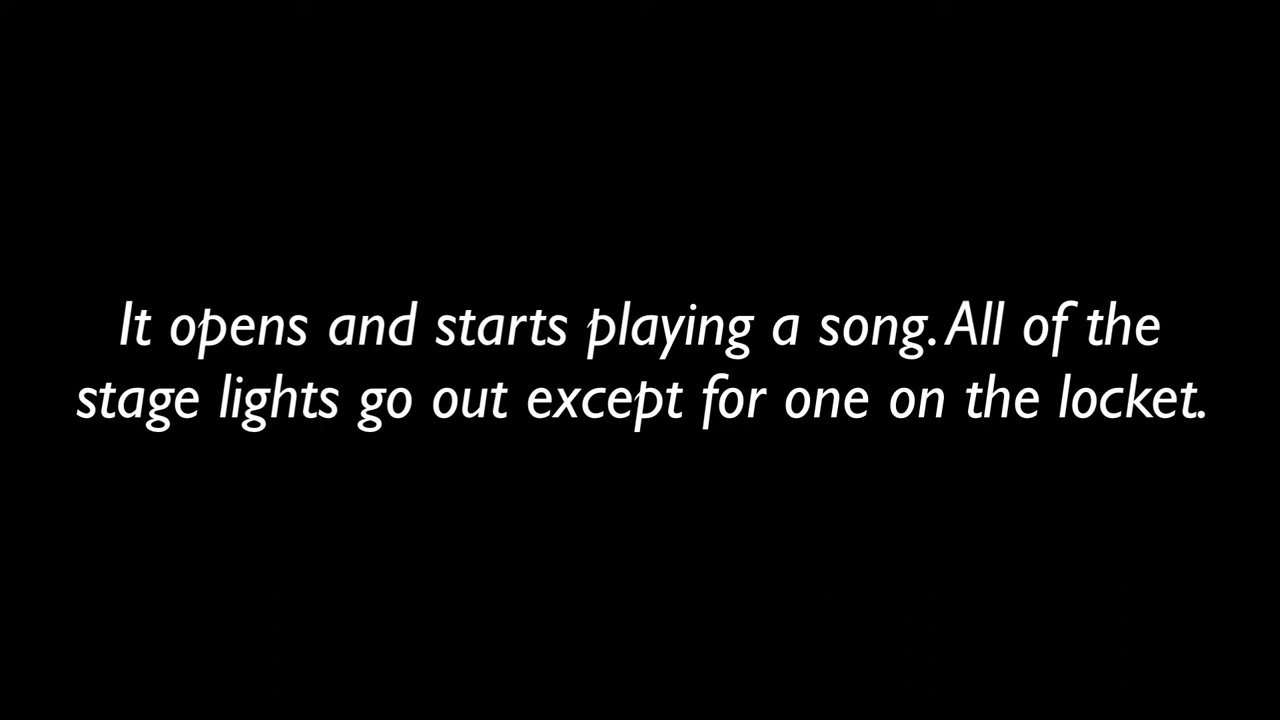 It opens and starts playing a song. All of the
stage lights go out except for one on the locket.